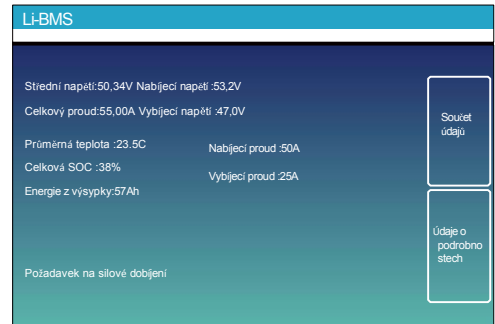 Li-BMS
Střední napětí:50,34V Nabíjecí napětí :53,2V
Celkový proud:55,00A Vybíjecí napětí :47,0V
Průměrná teplota :23.5C
Nabíjecí proud :50A
Celková SOC :38%
Vybíjecí proud :25A
Energie z výsypky:57Ah
Požadavek na silové dobíjení
Součet
údajů
Údaje o
podrobno
stech